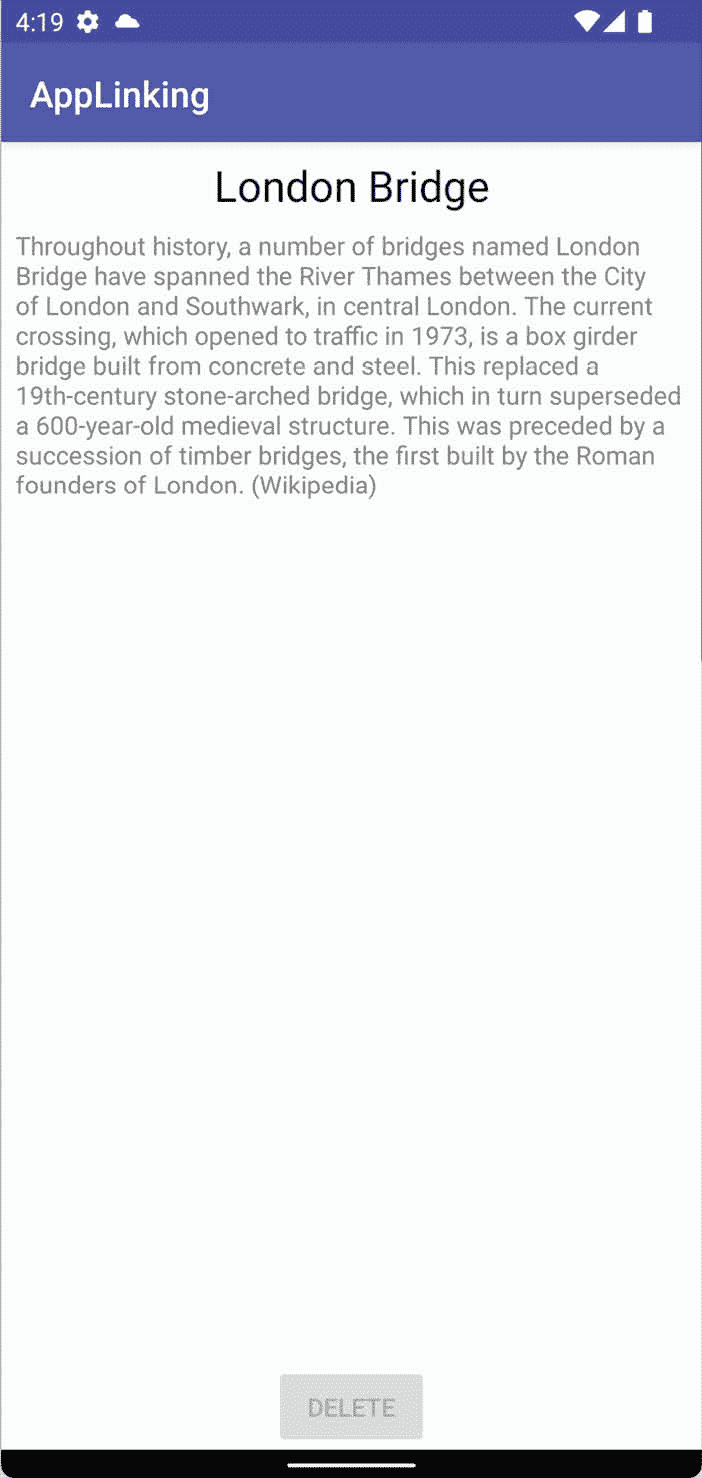 4:19
AppLinking
London Bridge
Throughout history, a number of bridges named London
Bridge have spanned the River Thames between the City
of London and Southwark, in central London. The current
crossing, which opened to traffic in 1973, is a box girder
bridge built from concrete and steel. This replaced a
19th-century stone-arched bridge, which in turn superseded
a 600-year-old medieval structure. This was preceded by a
succession of timber bridges, the first built by the Roman
founders of London. (Wikipedia)
DELETE